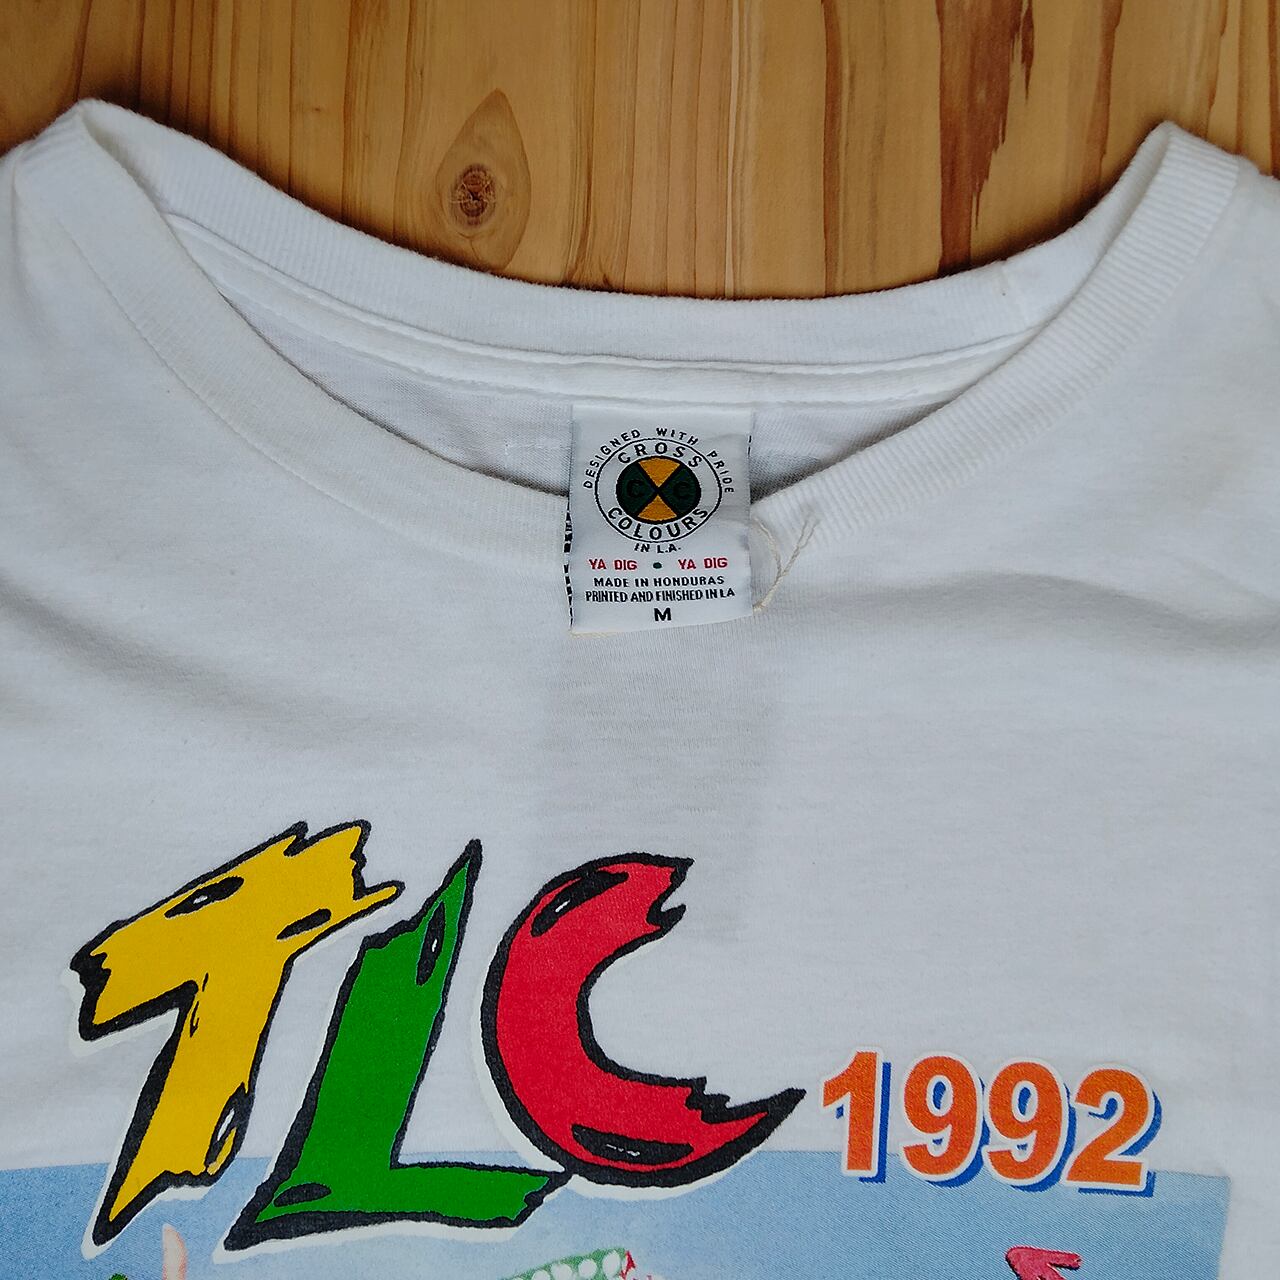 DESIGNED WITH PRIDE
CROSS
C C
COLOURS
IN L.A.
YA DIG • YA DIG
MADE IN HONDURAS
PRINTED AND FINISHED IN LA
M
TLC 1992